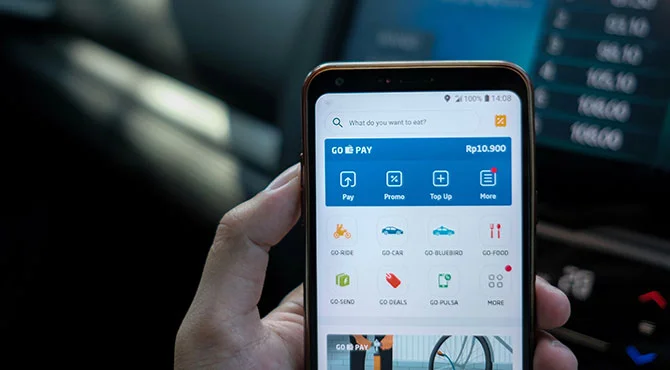 100% 14:08
What do you want to eat?
GO PAY Rp10.900
Pay Promo Top Up More
GO-RIDE GO-CAR GO-BLUEBIRD GO-FOOD
GO-SEND GO-DEALS GO-PULSA MORE
GO PAY
103.10
105.10
108.00
108.00